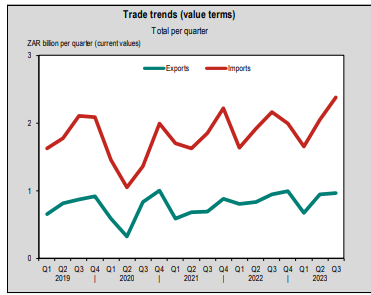 Trade trends (value terms)
Total per quarter
ZAR billion per quarter (current values)
3
Exports Imports
2
1
0
Q1 Q2 Q3 Q4 Q1 Q2 Q3 Q4 Q1 Q2 Q3 Q4 Q1 Q2 Q3 Q4 Q1 Q2 Q3
2019 | 2020 | 2021 | 2022 | 2023